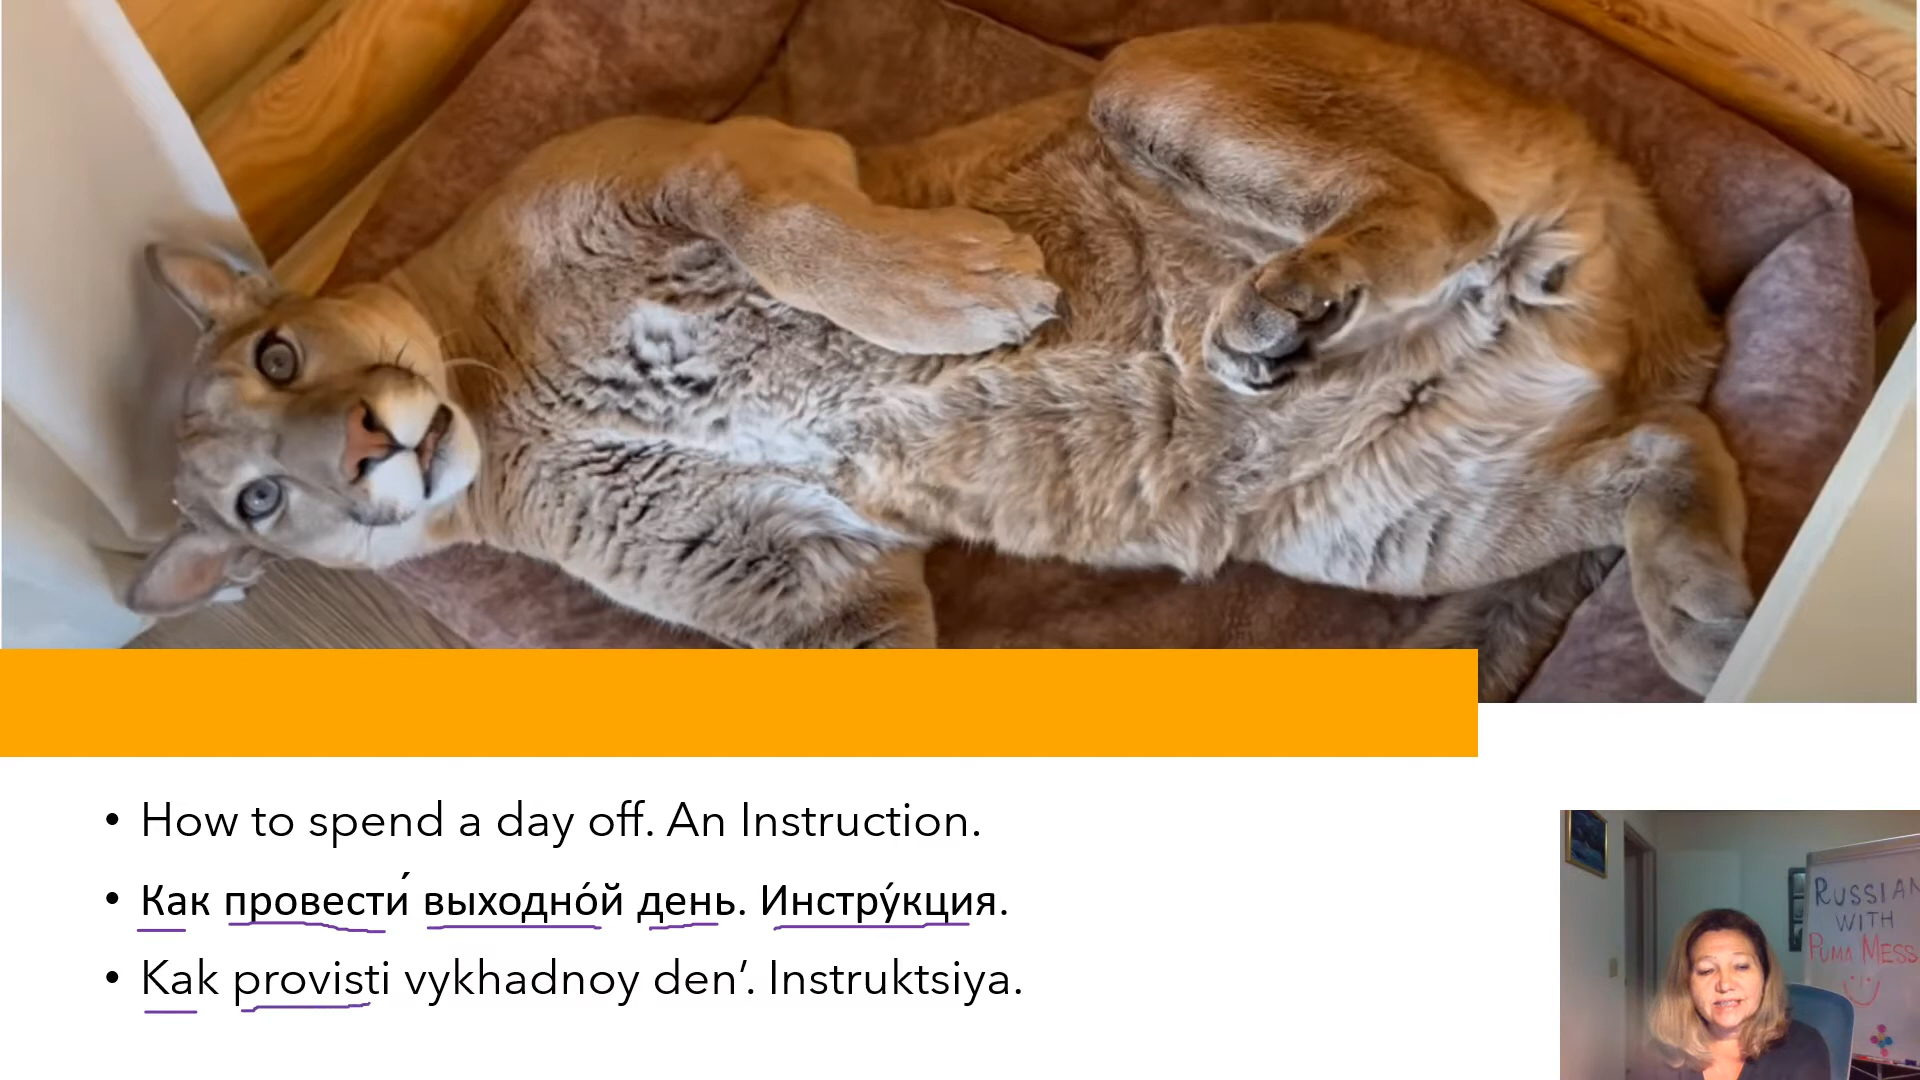 How to spend a day off. An Instruction.
Как провести́ выходно́й день. Инстру́кция.
Kak provisti vykhadnoy den’. Instruktsiya.
RUSSIAN
WITH
PUMA MESS